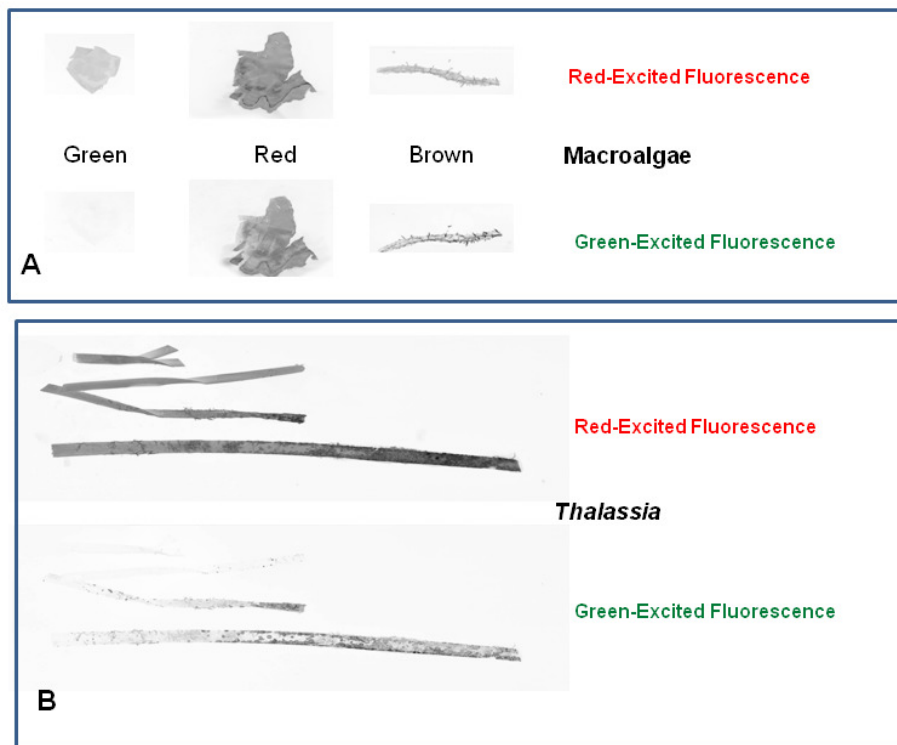 Red-Excited Fluorescence
Green Red Brown Macroalgae
Green-Excited Fluorescence
A
Red-Excited Fluorescence
Thalassia
Green-Excited Fluorescence
B